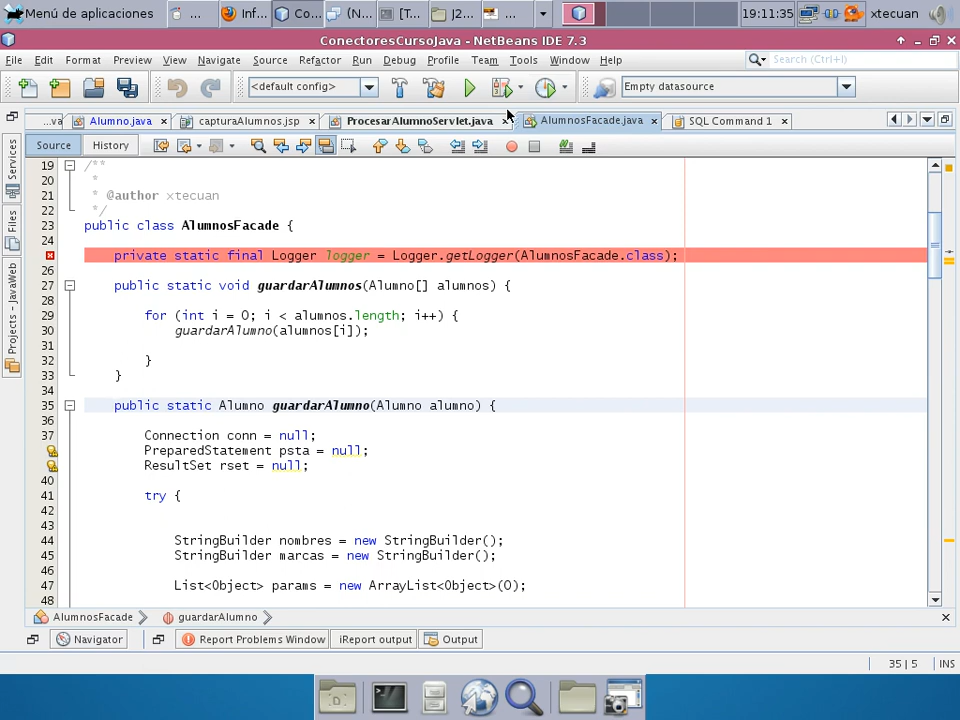 Menú de aplicaciones ... Inf... Co... (N... [T... J2... ... 19:11:35 xtecuan
ConectoresCursoJava - NetBeans IDE 7.3
File Edit Format Preview View Navigate Source Refactor Run Debug Profile Team Tools Window Help Search (Ctrl+I)
<default config> Empty datasource
...va Alumno.java capturaAlumnos.jsp ProcesarAlumnoServlet.java AlumnosFacade.java SQL Command 1
Source History
Services
Files
Projects - JavaWeb
19 /**
20 *
21 * @author xtecuan
22 */
23 public class AlumnosFacade {
24
private static final Logger logger = Logger.getLogger(AlumnosFacade.class);
26
27 public static void guardarAlumnos(Alumno[] alumnos) {
28
29 for (int i = 0; i < alumnos.length; i++) {
30 guardarAlumno(alumnos[i]);
31
32 }
33 }
34
35 public static Alumno guardarAlumno(Alumno alumno) {
36
37 Connection conn = null;
PreparedStatement psta = null;
ResultSet rset = null;
40
41 try {
42
43
44 StringBuilder nombres = new StringBuilder();
45 StringBuilder marcas = new StringBuilder();
46
47 List<Object> params = new ArrayList<Object>(0);
48
AlumnosFacade guardarAlumno
Navigator Report Problems Window iReport output Output
35 | 5 INS